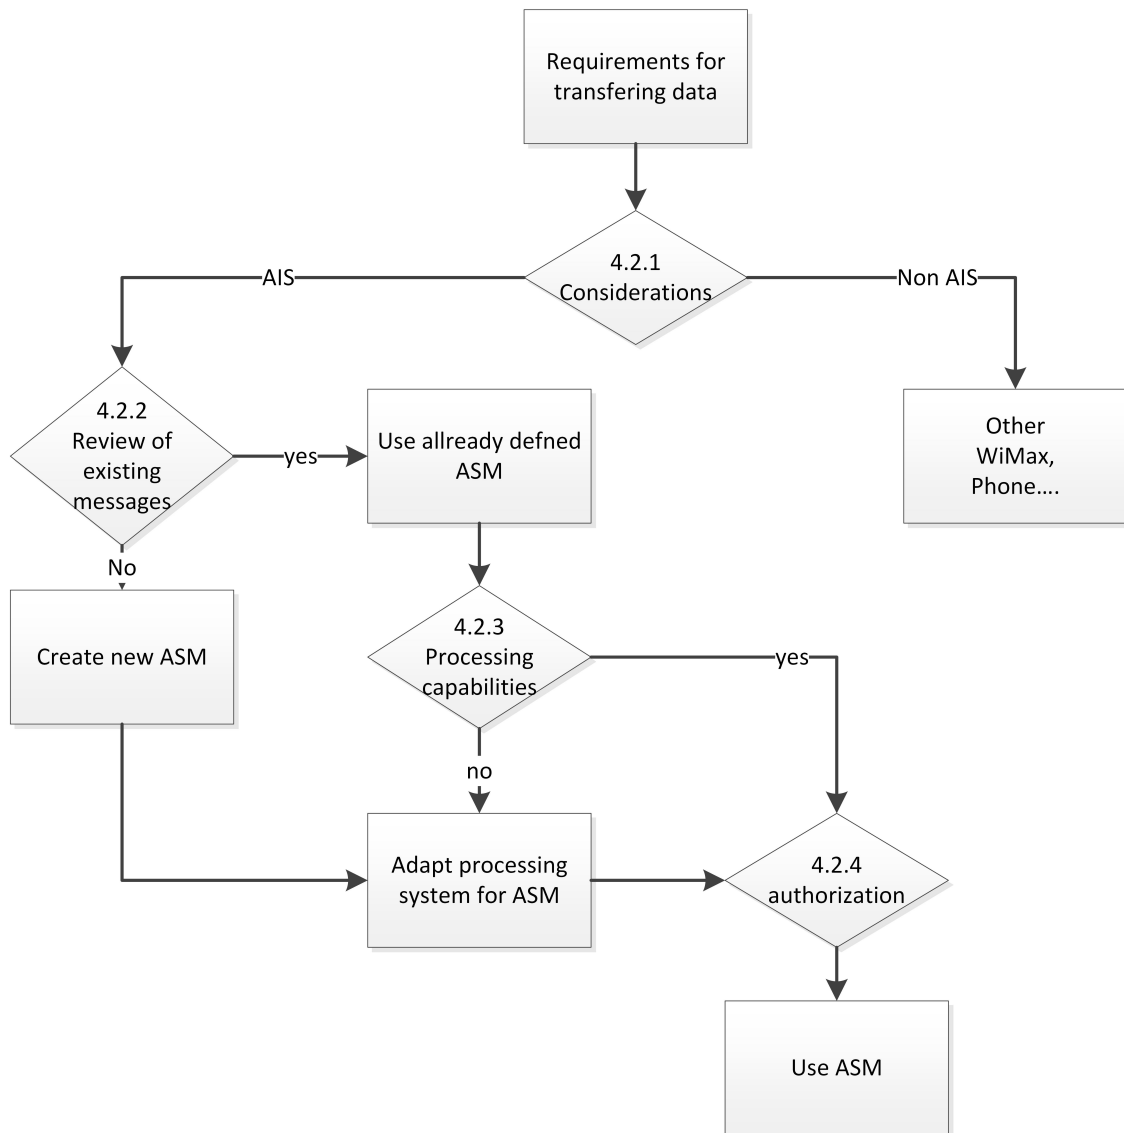 Requirements for
transfering data
4.2.1
Considerations
AIS
Non AIS
4.2.2
Review of
existing
messages
yes
Use allready defned
ASM
Other
WiMax,
Phone....
No
Create new ASM
4.2.3
Processing
capabilities
yes
no
Adapt processing
system for ASM
4.2.4
authorization
Use ASM